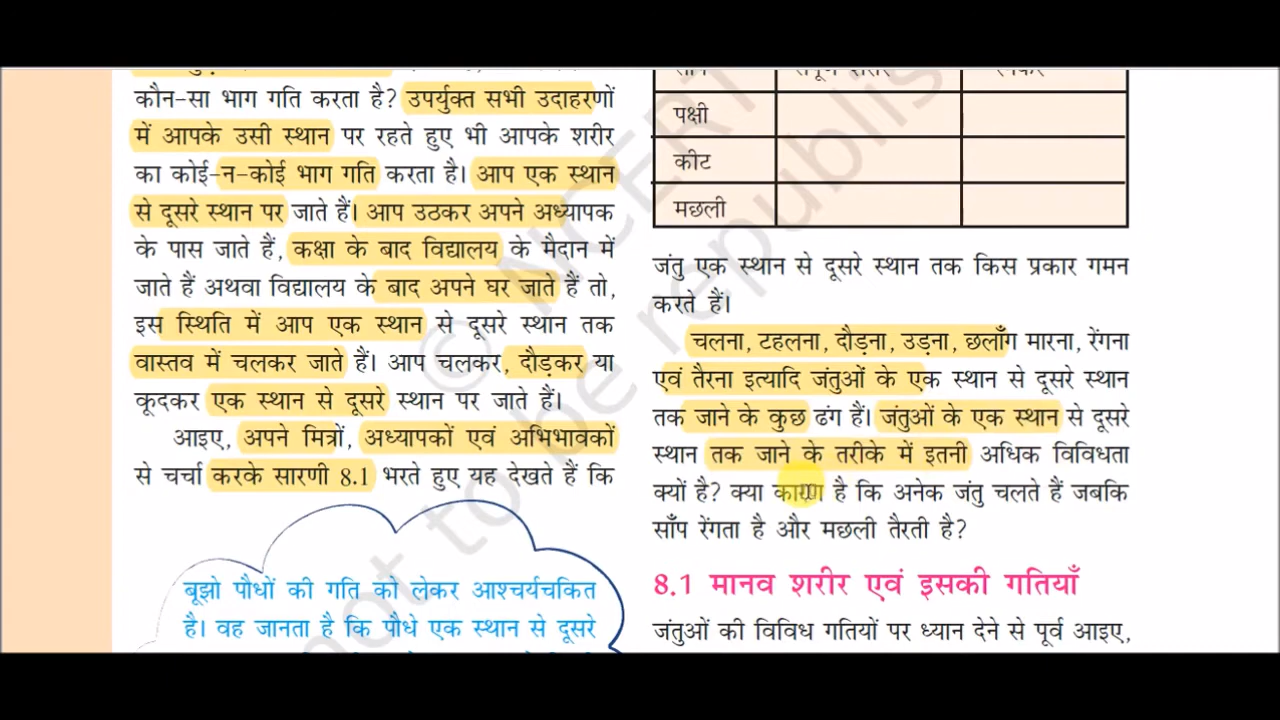 कौन-सा भाग गति करता है? उपर्युक्त सभी उदाहरणों
में आपके उसी स्थान पर रहते हुए भी आपके शरीर
का कोई-न-कोई भाग गति करता है। आप एक स्थान
से दूसरे स्थान पर जाते हैं। आप उठकर अपने अध्यापक
के पास जाते हैं, कक्षा के बाद विद्यालय के मैदान में
जाते हैं अथवा विद्यालय के बाद अपने घर जाते हैं तो,
इस स्थिति में आप एक स्थान से दूसरे स्थान तक
वास्तव में चलकर जाते हैं। आप चलकर, दौड़कर या
कूदकर एक स्थान से दूसरे स्थान पर जाते हैं।
आइए, अपने मित्रों, अध्यापकों एवं अभिभावकों
से चर्चा करके सारणी 8.1 भरते हुए यह देखते हैं कि
बूझो पौधों की गति को लेकर आश्चर्यचकित
है। वह जानता है कि पौधे एक स्थान से दूसरे
पक्षी
कीट
मछली
जंतु एक स्थान से दूसरे स्थान तक किस प्रकार गमन
करते हैं।
चलना, टहलना, दौड़ना, उड़ना, छलाँग मारना, रेंगना
एवं तैरना इत्यादि जंतुओं के एक स्थान से दूसरे स्थान
तक जाने के कुछ ढंग हैं। जंतुओं के एक स्थान से दूसरे
स्थान तक जाने के तरीके में इतनी अधिक विविधता
क्यों है? क्या कारण है कि अनेक जंतु चलते हैं जबकि
साँप रेंगता है और मछली तैरती है?
8.1 मानव शरीर एवं इसकी गतियाँ
जंतुओं की विविध गतियों पर ध्यान देने से पूर्व आइए,
© NCERT
not to be republis